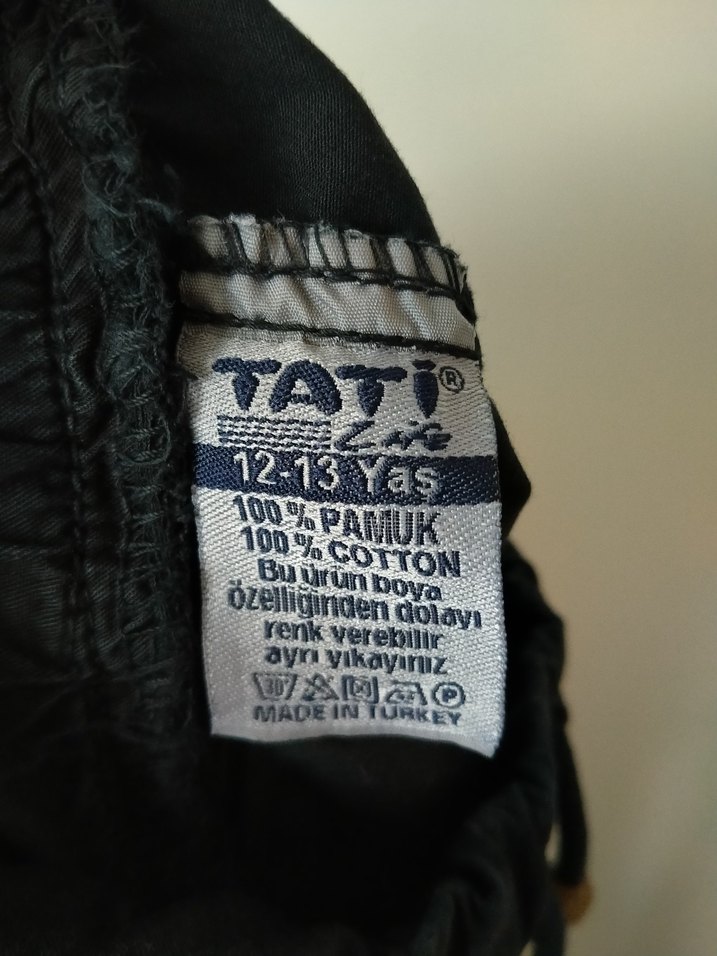 TATi®
LiFE
12-13 Yaş
100 % PAMUK
100 % COTTON
Bu ürün boya
özelliğinden dolayı
renk verebilir
ayrı yıkayınız
30° P
MADE IN TURKEY